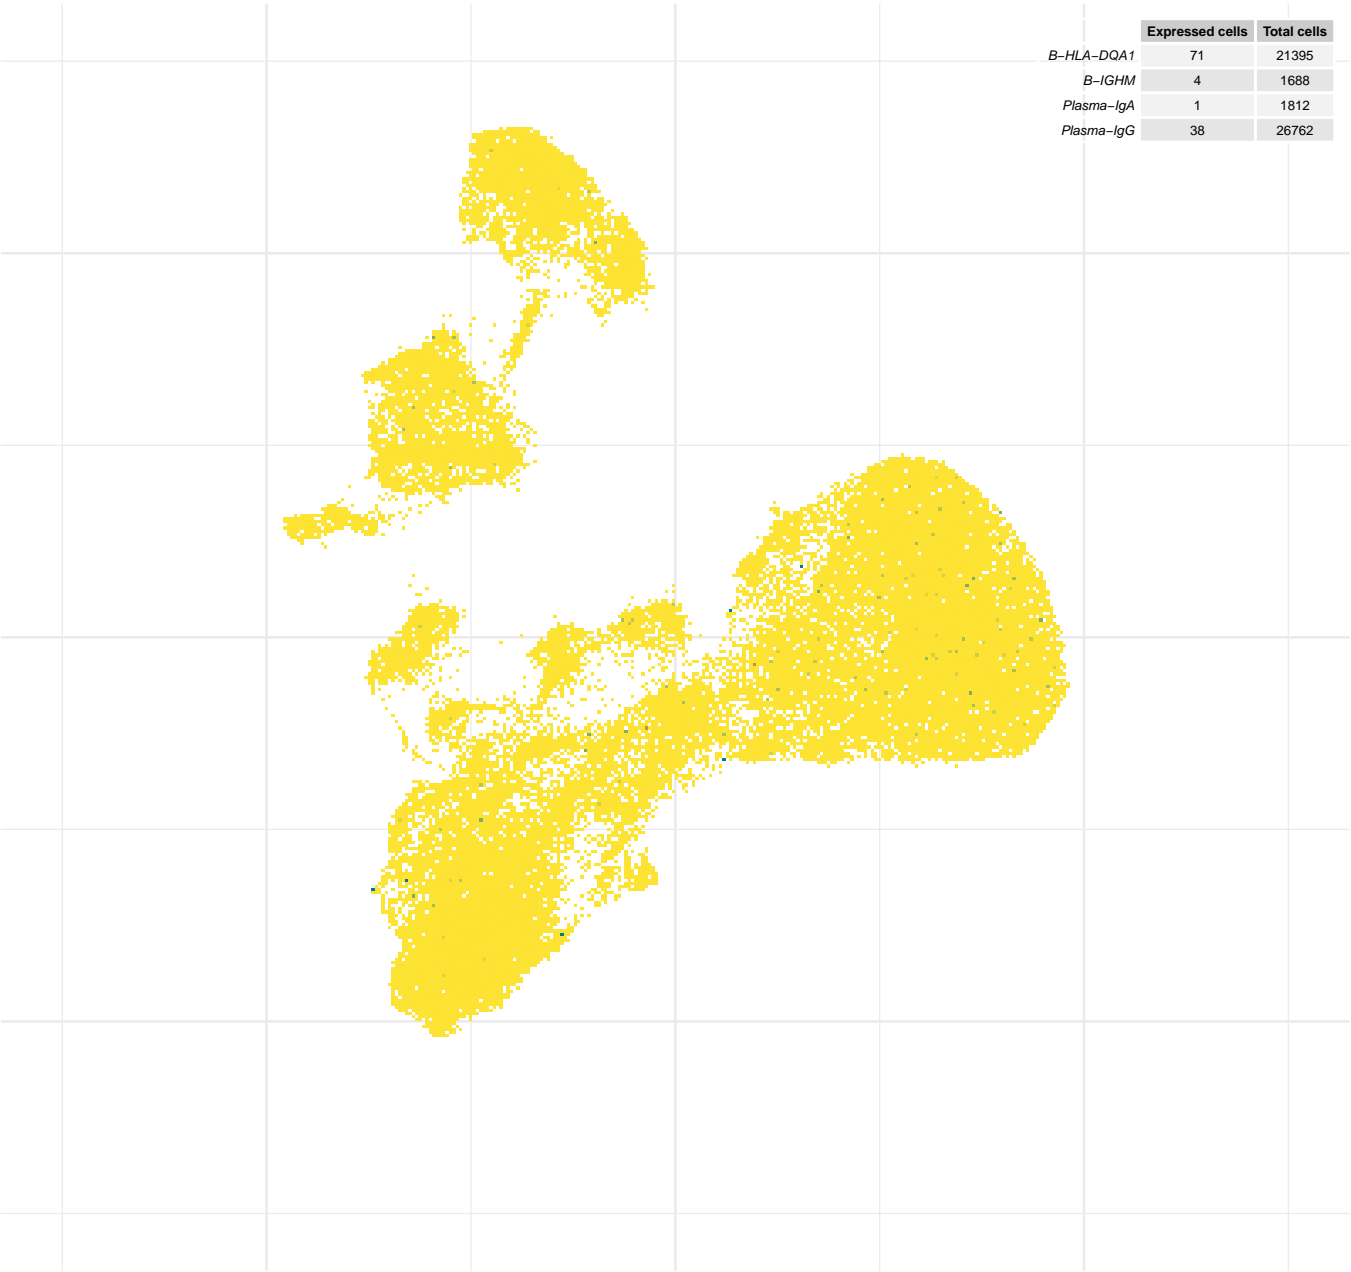 Expressed cells Total cells
B−HLA−DQA1 71 21395
B−IGHM 4 1688
Plasma−IgA 1 1812
Plasma−IgG 38 26762